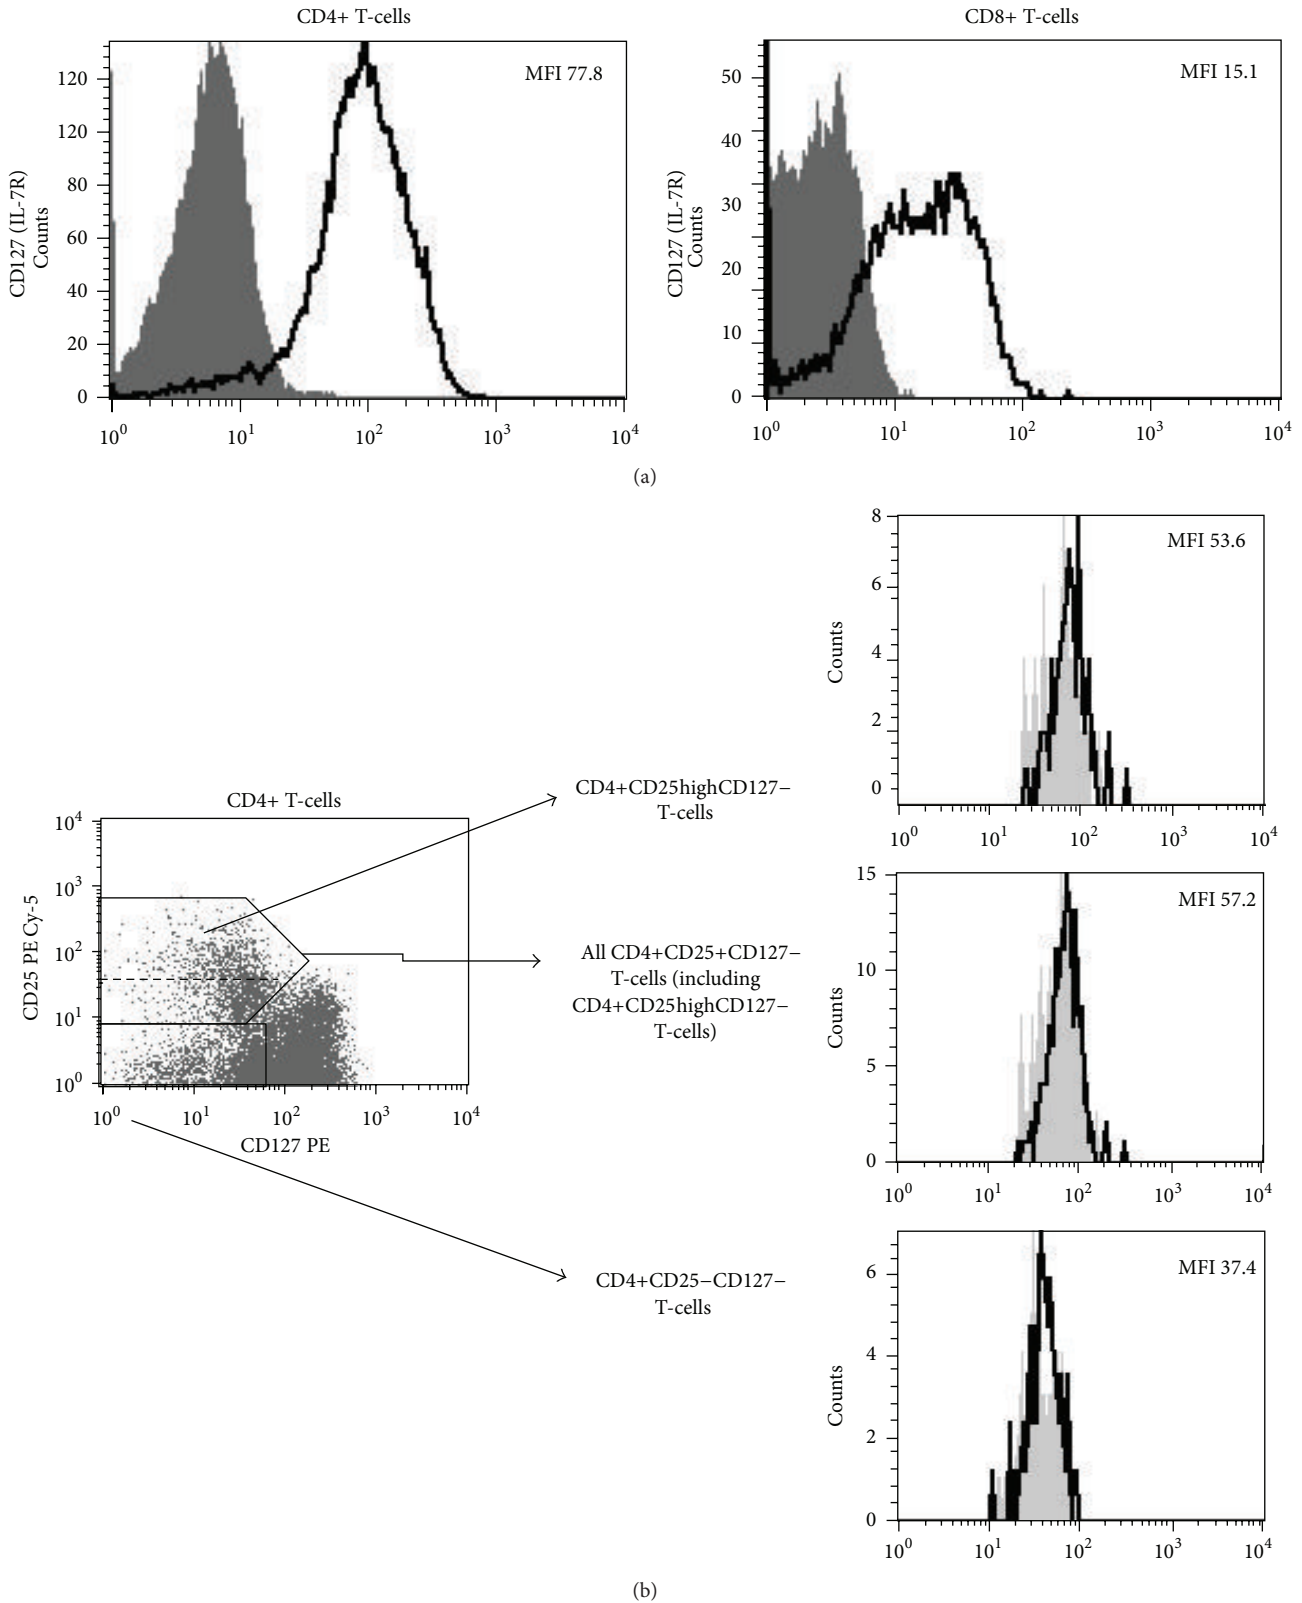 CD4+ T-cells
MFI 77.8
CD127 (IL-7R)
Counts
120
120
80
60
40
20
0
10⁰ 10¹ 10² 10³ 10⁴
CD8+ T-cells
MFI 15.1
CD127 (IL-7R)
Counts
50
40
30
20
10
0
10⁰ 10¹ 10² 10³ 10⁴
(a)
CD4+ T-cells
CD25 PE Cy-5
10⁴
10³
10²
10¹
10⁰
10⁰ 10¹ 10² 10³ 10⁴
CD127 PE
CD4+CD25highCD127−
T-cells
All CD4+CD25+CD127−
T-cells (including
CD4+CD25highCD127−
T-cells)
CD4+CD25−CD127−
T-cells
MFI 53.6
Counts
8
6
4
2
0
10⁰ 10¹ 10² 10³ 10⁴
MFI 57.2
Counts
15
10
5
0
10⁰ 10¹ 10² 10³ 10⁴
MFI 37.4
Counts
6
4
2
0
10⁰ 10¹ 10² 10³ 10⁴
(b)